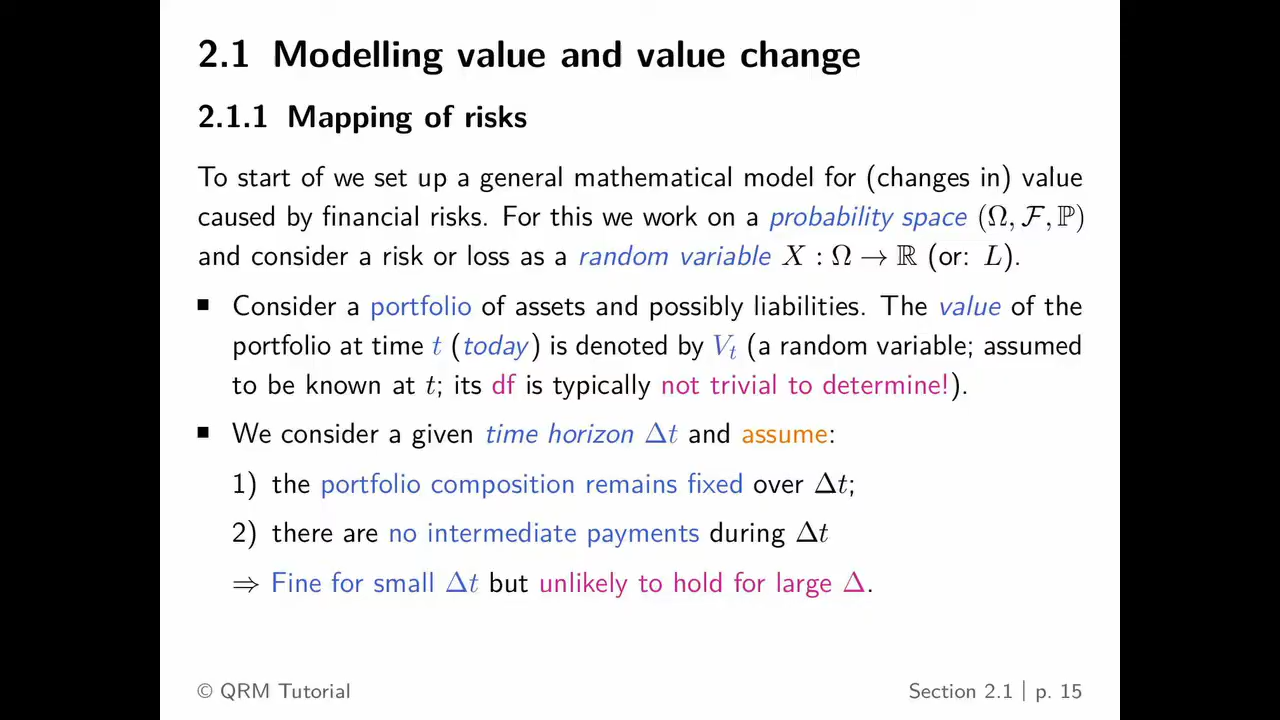 2.1 Modelling value and value change
2.1.1 Mapping of risks
To start of we set up a general mathematical model for (changes in) value
caused by financial risks. For this we work on a probability space (Ω, ℱ, ℙ)
and consider a risk or loss as a random variable X : Ω → ℝ (or: L).
■ Consider a portfolio of assets and possibly liabilities. The value of the
portfolio at time t (today) is denoted by Vₜ (a random variable; assumed
to be known at t; its df is typically not trivial to determine!).
■ We consider a given time horizon Δt and assume:
1) the portfolio composition remains fixed over Δt;
2) there are no intermediate payments during Δt
⇒ Fine for small Δt but unlikely to hold for large Δ.
© QRM Tutorial
Section 2.1 | p. 15